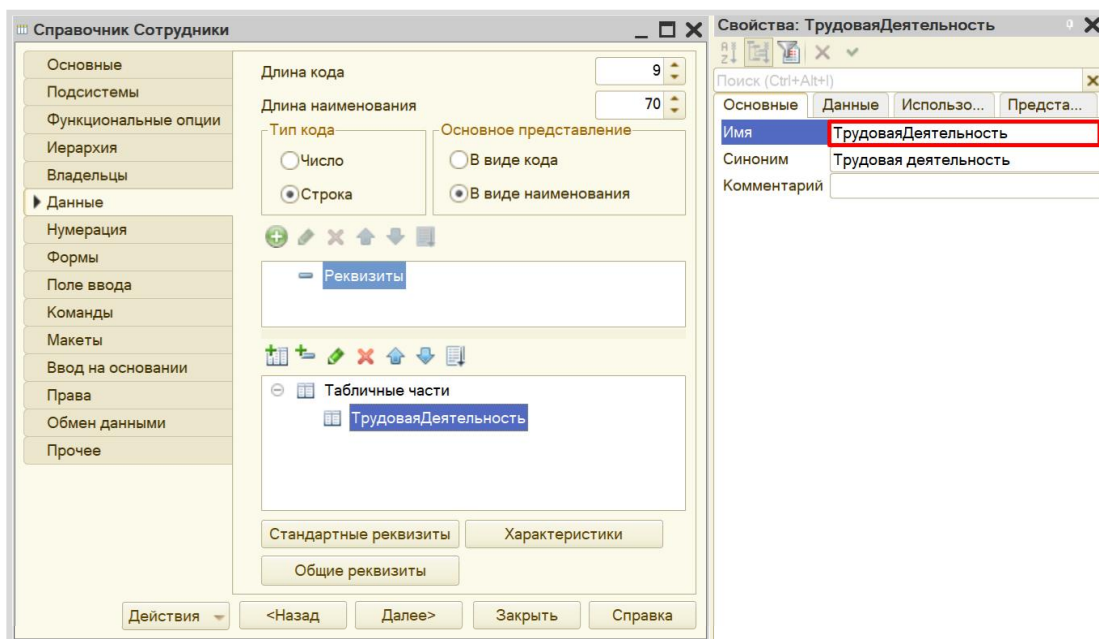 Справочник Сотрудники
Основные
Подсистемы
Функциональные опции
Иерархия
Владельцы
Данные
Нумерация
Формы
Поле ввода
Команды
Макеты
Ввод на основании
Права
Обмен данными
Прочее
Длина кода 9
Длина наименования 70
Тип кода Основное представление
Число В виде кода
Строка В виде наименования
Реквизиты
Табличные части
ТрудоваяДеятельность
Стандартные реквизиты Характеристики
Общие реквизиты
Действия <Назад Далее> Закрыть Справка
Свойства: ТрудоваяДеятельность
Поиск (Ctrl+Alt+I)
Основные Данные Использо... Предста...
Имя ТрудоваяДеятельность
Синоним Трудовая деятельность
Комментарий